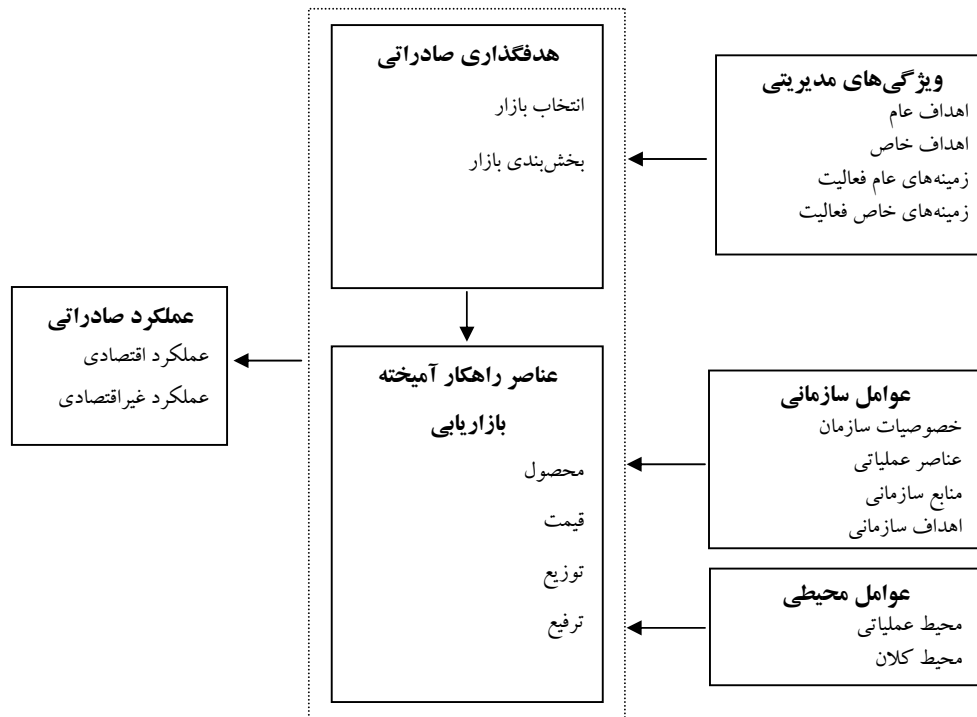 هدفگذاری صادراتی
انتخاب بازار
بخش‌بندی بازار
ویژگی‌های مدیریتی
اهداف عام
اهداف خاص
زمینه‌های عام فعالیت
زمینه‌های خاص فعالیت
عملکرد صادراتی
عملکرد اقتصادی
عملکرد غیراقتصادی
عناصر راهکار آمیخته
بازاریابی
محصول
قیمت
توزیع
ترفیع
عوامل سازمانی
خصوصیات سازمان
عناصر عملیاتی
منابع سازمانی
اهداف سازمانی
عوامل محیطی
محیط عملیاتی
محیط کلان